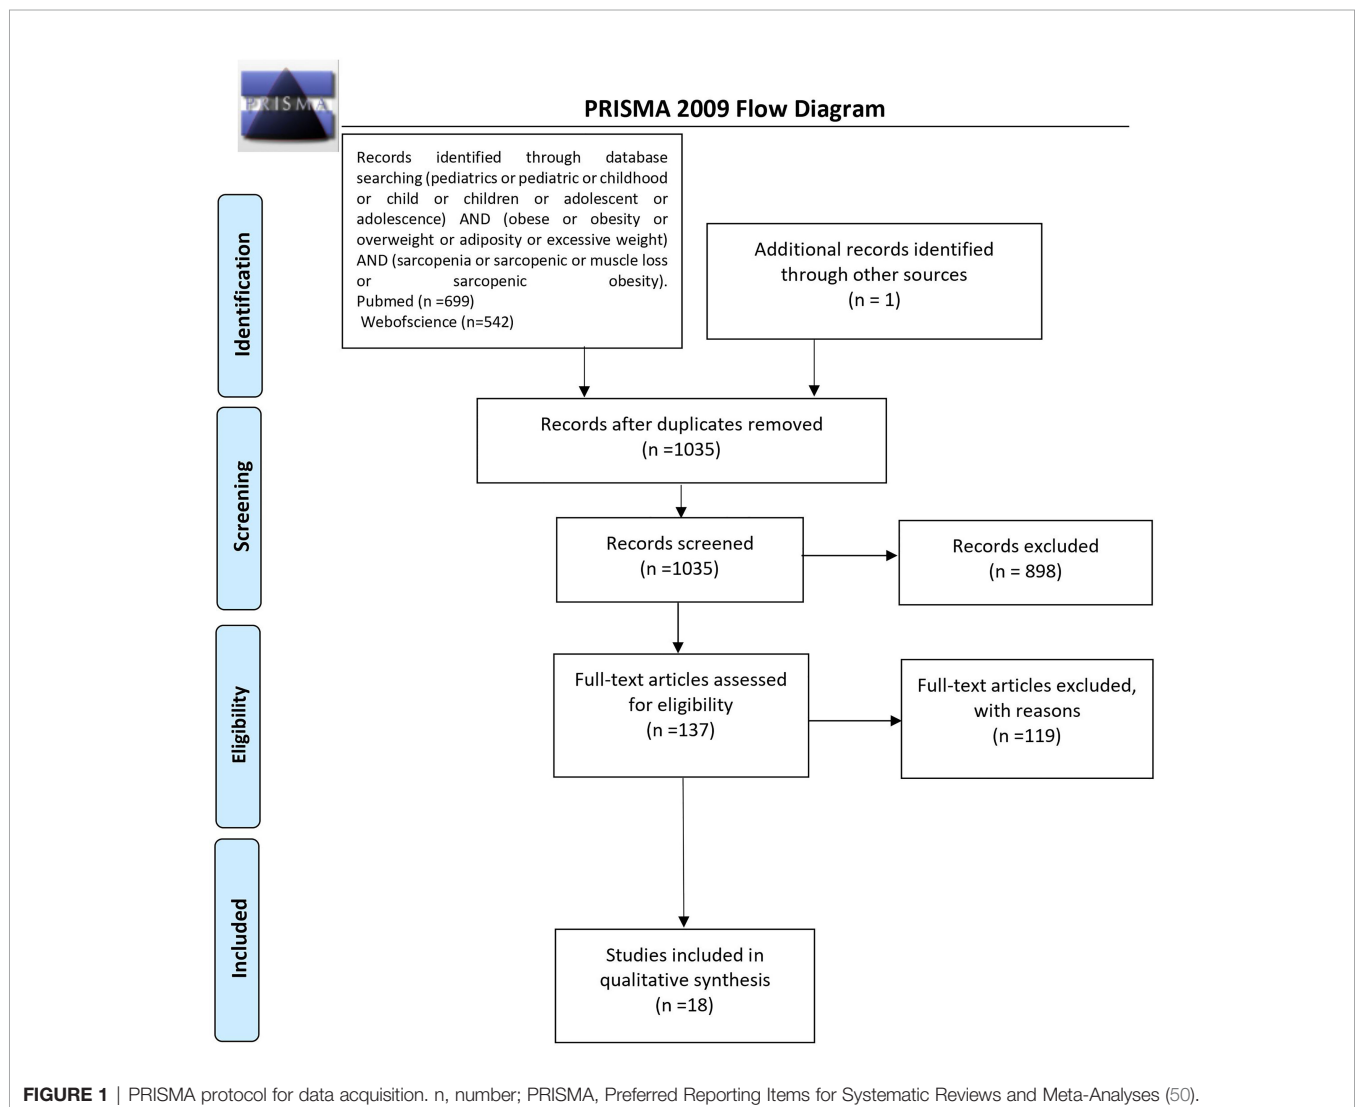 PRISMA
PRISMA 2009 Flow Diagram
Records identified through database
searching (pediatrics or pediatric or childhood
or child or children or adolescent or
adolescence) AND (obese or obesity or
overweight or adiposity or excessive weight)
AND (sarcopenia or sarcopenic or muscle loss
or sarcopenic obesity).
Pubmed (n =699)
Webofscience (n=542)
Additional records identified
through other sources
(n = 1)
Identification
Records after duplicates removed
(n =1035)
Screening
Records screened
(n =1035)
Records excluded
(n = 898)
Eligibility
Full-text articles assessed
for eligibility
(n =137)
Full-text articles excluded,
with reasons
(n =119)
Included
Studies included in
qualitative synthesis
(n =18)
FIGURE 1 | PRISMA protocol for data acquisition. n, number; PRISMA, Preferred Reporting Items for Systematic Reviews and Meta-Analyses (50).